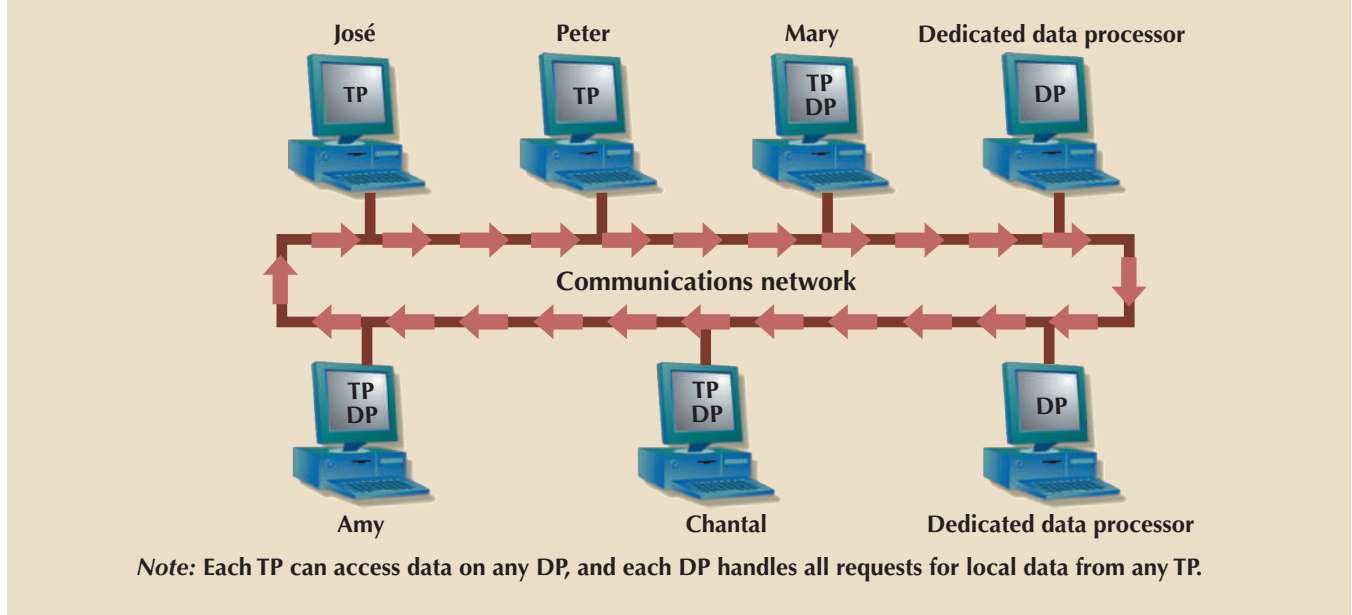 José
Peter
Mary
Dedicated data processor
TP
TP
TP
DP
DP
Communications network
TP
DP
TP
DP
DP
Amy
Chantal
Dedicated data processor
Note: Each TP can access data on any DP, and each DP handles all requests for local data from any TP.